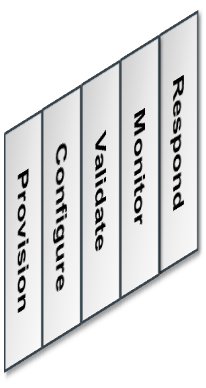 Provision
Configure
Validate
Monitor
Respond